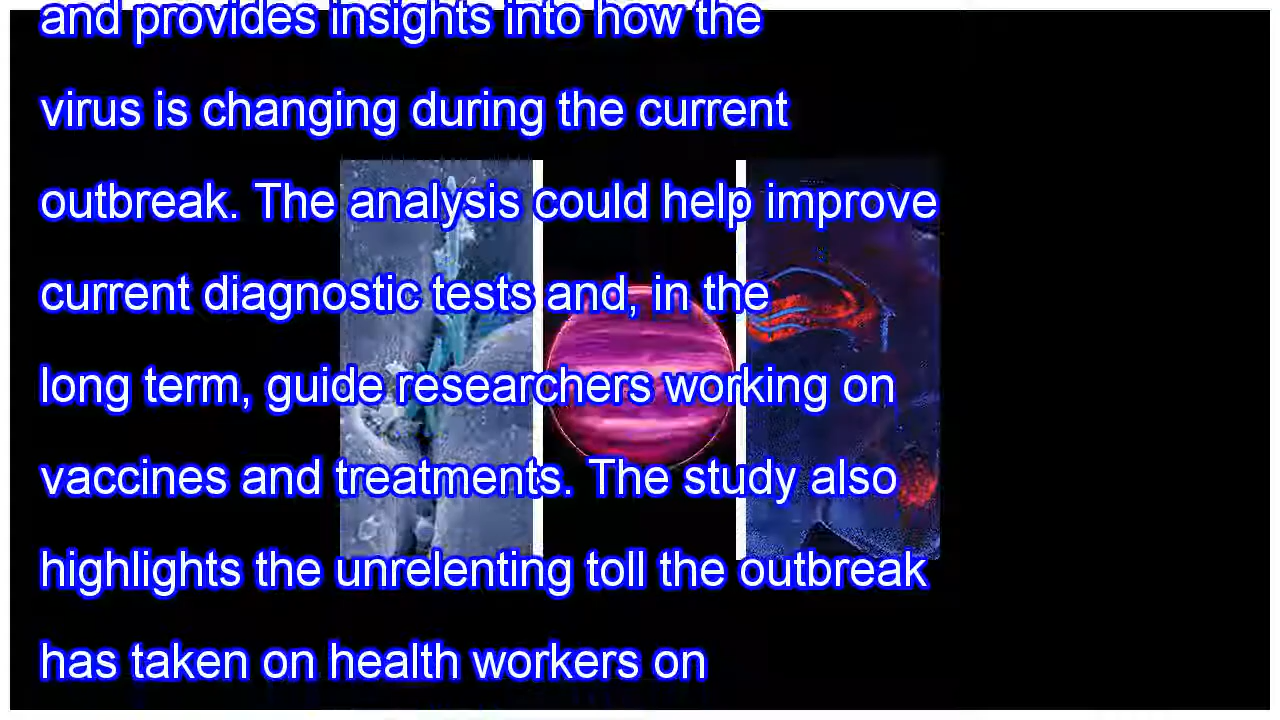 and provides insights into how the
virus is changing during the current
outbreak. The analysis could help improve
current diagnostic tests and, in the
long term, guide researchers working on
vaccines and treatments. The study also
highlights the unrelenting toll the outbreak
has taken on health workers on